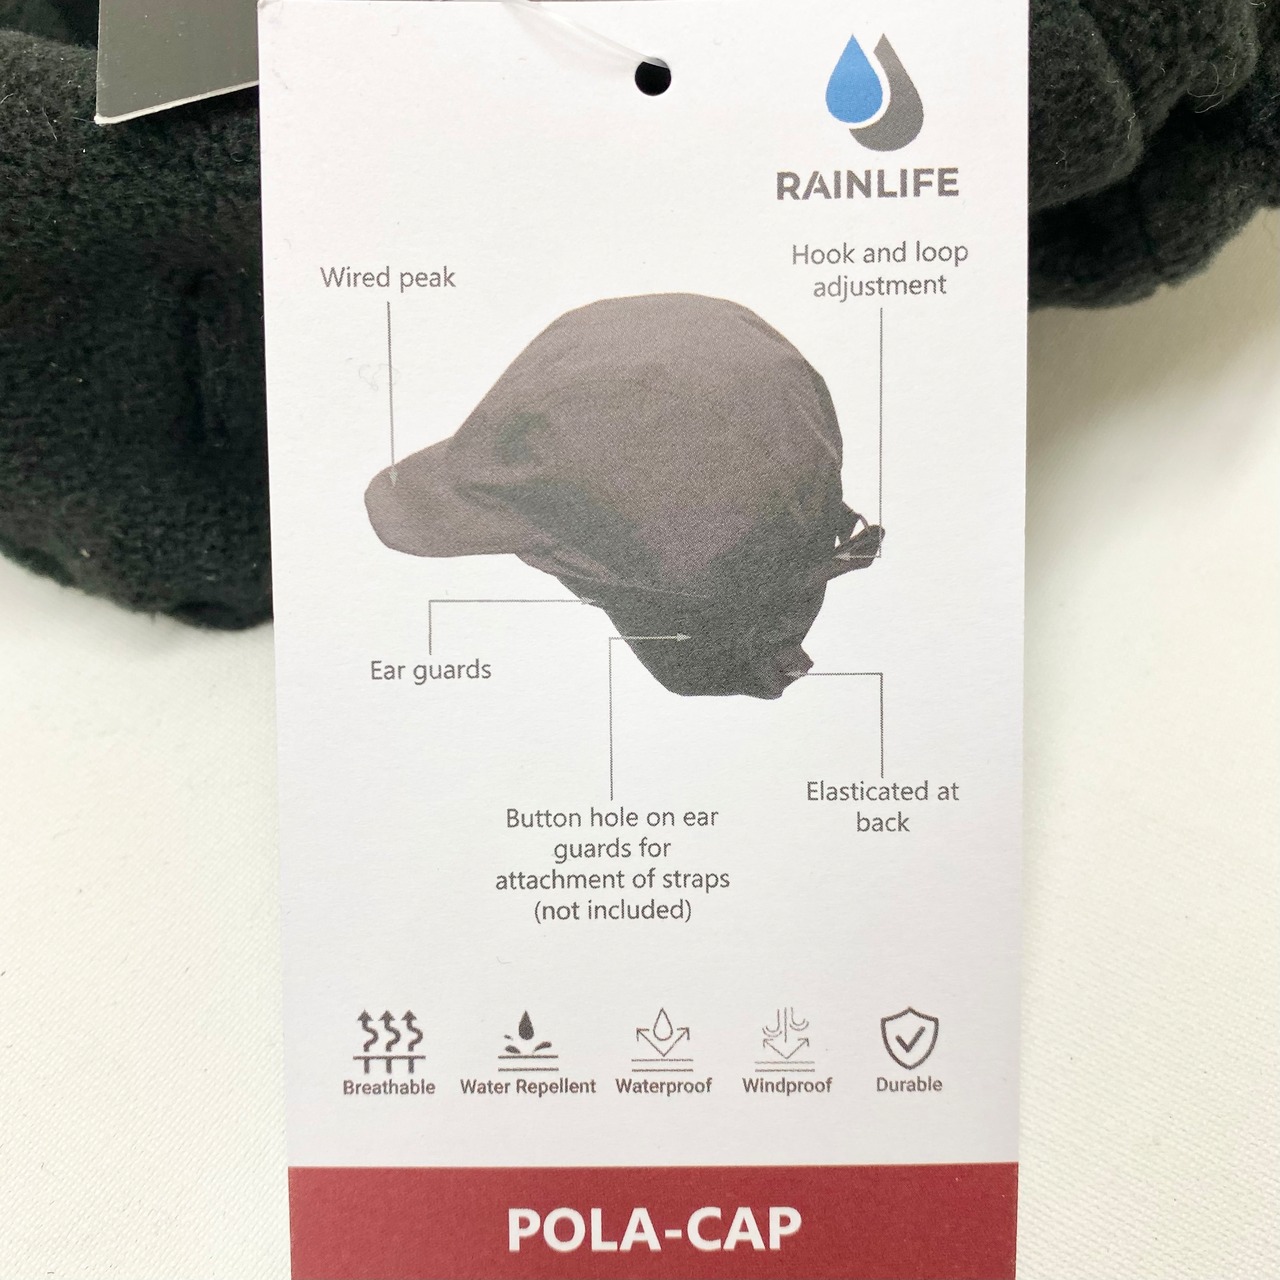 RAINLIFE
Wired peak
Hook and loop
adjustment
Ear guards
Button hole on ear
guards for
attachment of straps
(not included)
Elasticated at
back
Breathable
Water Repellent
Waterproof
Windproof
Durable
POLA-CAP